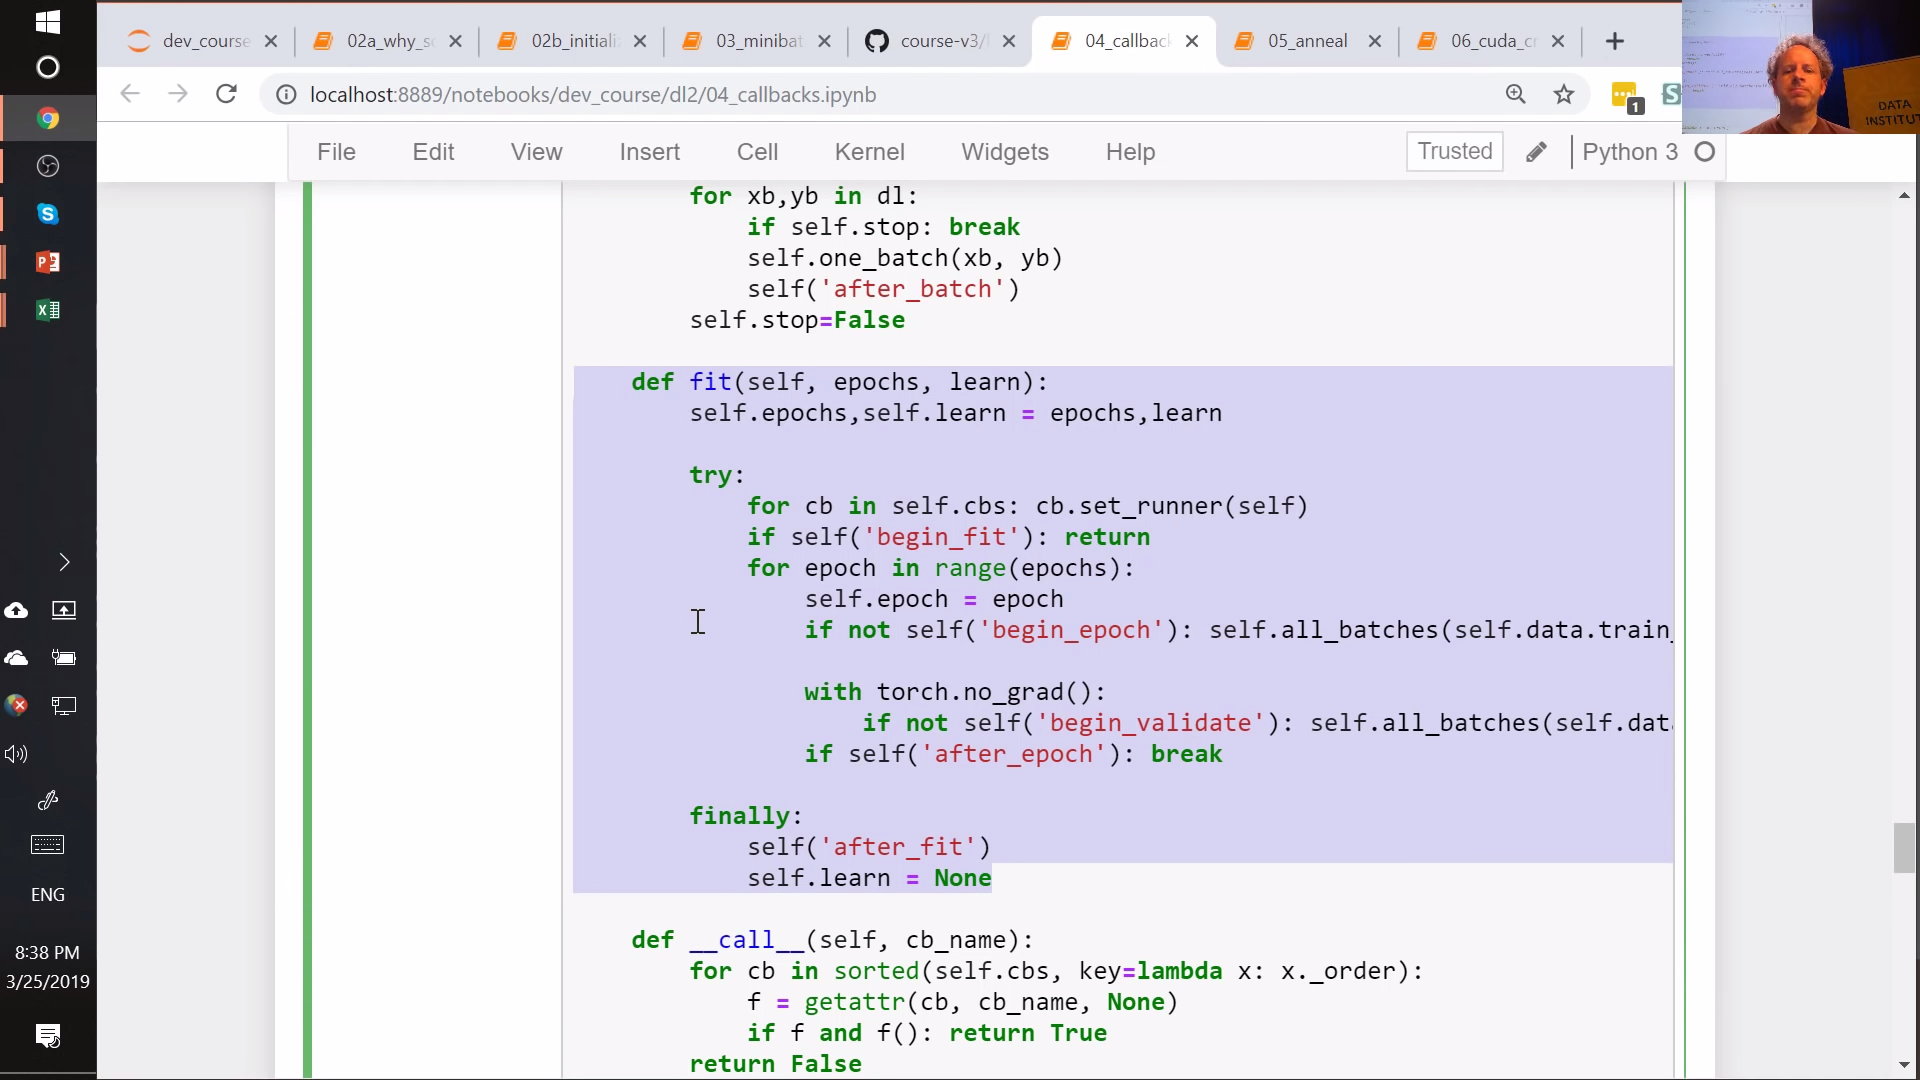 dev_course
02a_why_s
02b_initiali
03_minibat
course-v3/
04_callbac
05_anneal
06_cuda_c
localhost:8889/notebooks/dev_course/dl2/04_callbacks.ipynb
1
S
DATA
INSTITUT
File Edit View Insert Cell Kernel Widgets Help
Trusted
Python 3
for xb,yb in dl:
if self.stop: break
self.one_batch(xb, yb)
self('after_batch')
self.stop=False
def fit(self, epochs, learn):
self.epochs,self.learn = epochs,learn
try:
for cb in self.cbs: cb.set_runner(self)
if self('begin_fit'): return
for epoch in range(epochs):
self.epoch = epoch
if not self('begin_epoch'): self.all_batches(self.data.train_
with torch.no_grad():
if not self('begin_validate'): self.all_batches(self.dat
if self('after_epoch'): break
finally:
self('after_fit')
self.learn = None
def __call__(self, cb_name):
for cb in sorted(self.cbs, key=lambda x: x._order):
f = getattr(cb, cb_name, None)
if f and f(): return True
return False
ENG
8:38 PM
3/25/2019